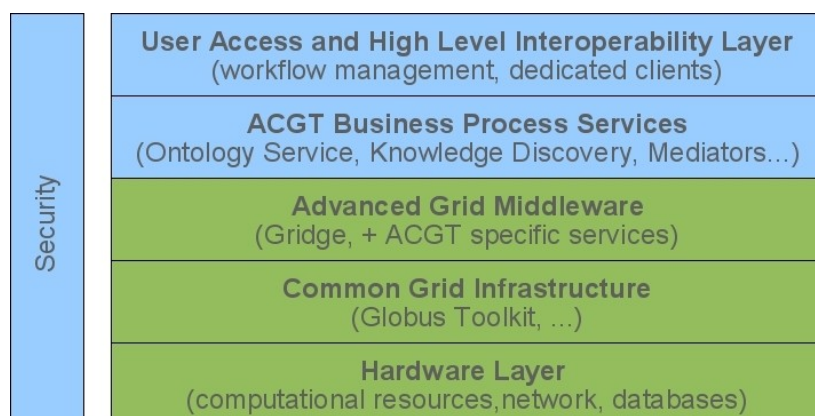 Security
User Access and High Level Interoperability Layer
(workflow management, dedicated clients)
ACGT Business Process Services
(Ontology Service, Knowledge Discovery, Mediators...)
Advanced Grid Middleware
(Gridge, + ACGT specific services)
Common Grid Infrastructure
(Globus Toolkit, ...)
Hardware Layer
(computational resources,network, databases)